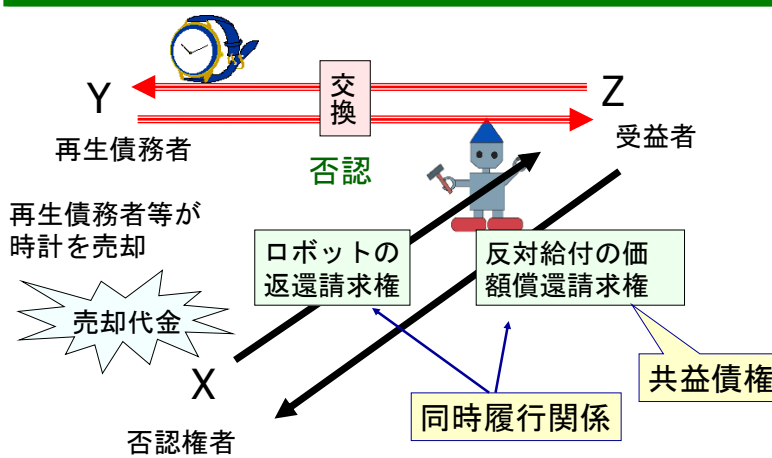 交
換
Y
Z
再生債務者
受益者
否認
再生債務者等が
時計を売却
ロボットの
返還請求権
反対給付の価
額償還請求権
売却代金
X
共益債権
同時履行関係
否認権者